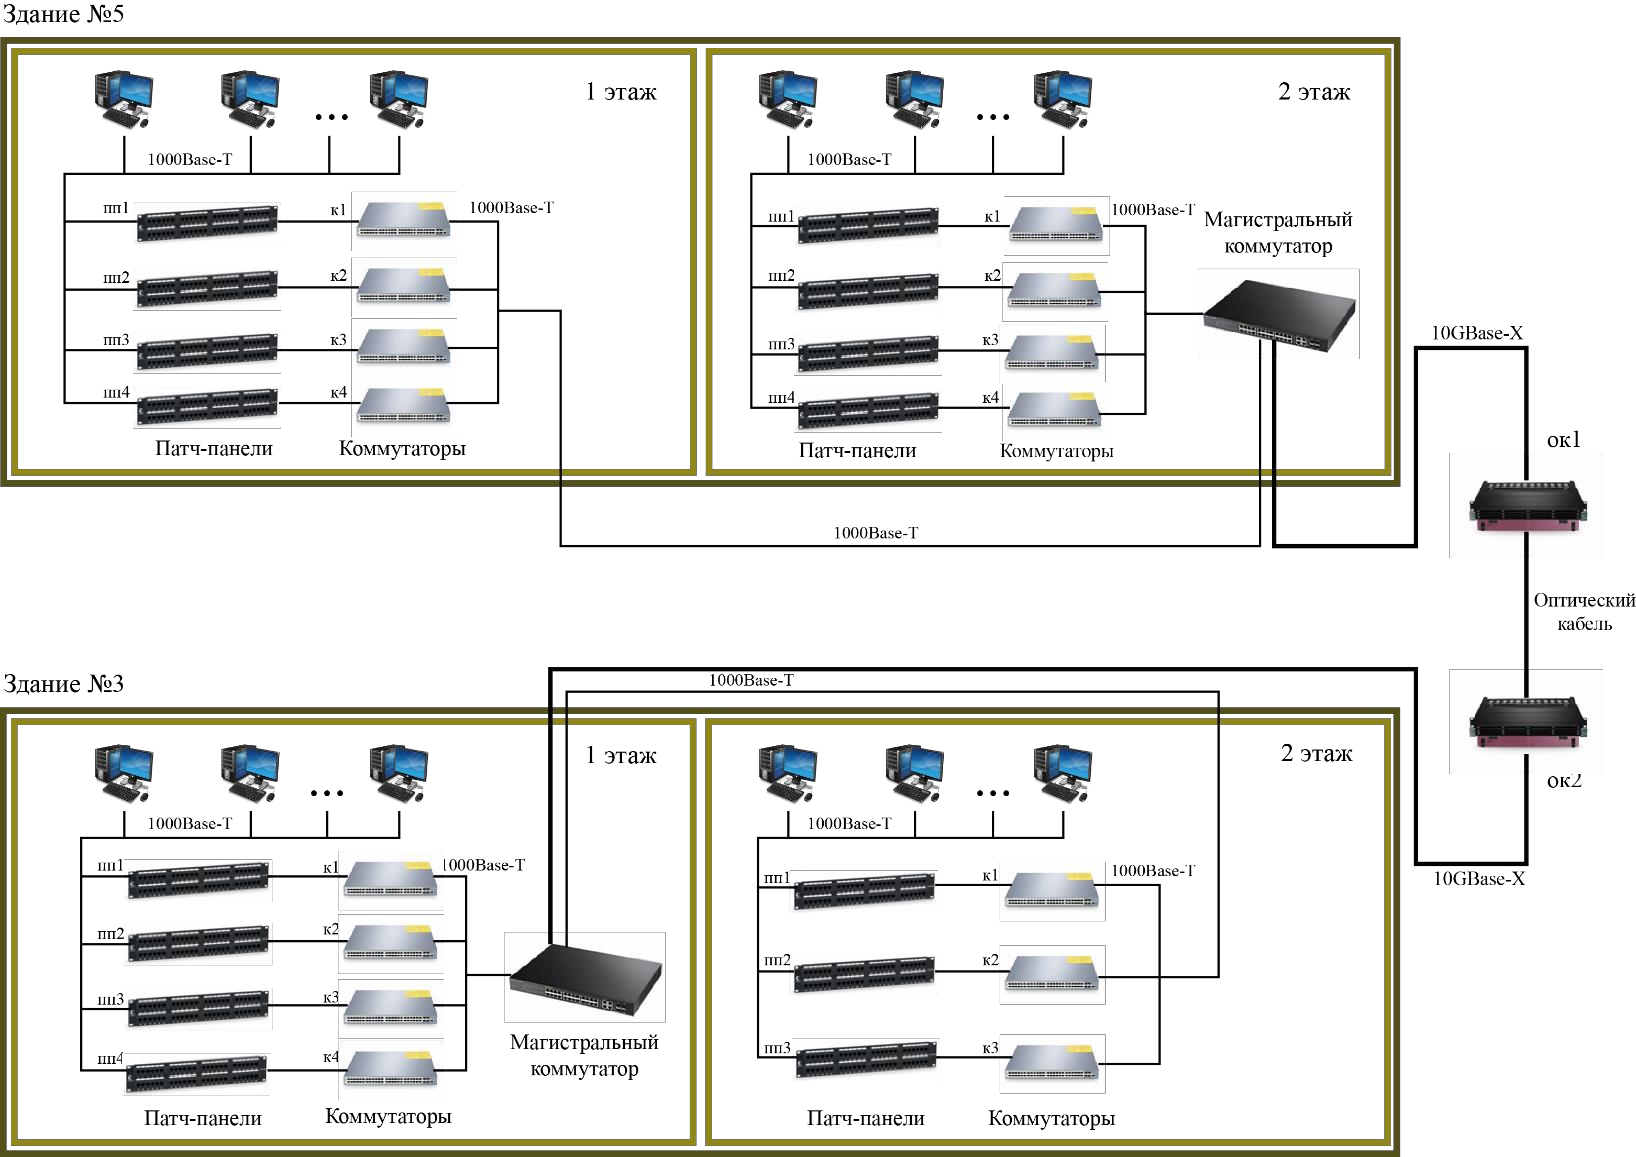 Здание №5
1 этаж
1000Base-T
пп1
к1
1000Base-T
пп2
к2
пп3
к3
пп4
к4
Патч-панели
Коммутаторы
2 этаж
1000Base-T
пп1
к1
1000Base-T
Магистральный
коммутатор
пп2
к2
пп3
к3
пп4
к4
Патч-панели
Коммутаторы
10GBase-X
ок1
1000Base-T
Оптический
кабель
Здание №3
1000Base-T
ок2
10GBase-X
1 этаж
1000Base-T
пп1
к1
1000Base-T
пп2
к2
пп3
к3
пп4
к4
Магистральный
коммутатор
Патч-панели
Коммутаторы
2 этаж
1000Base-T
пп1
к1
1000Base-T
пп2
к2
пп3
к3
Патч-панели
Коммутаторы